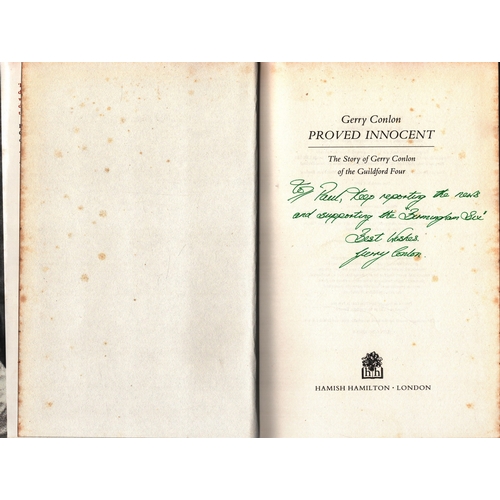 Gerry Conlon
PROVED INNOCENT
The Story of Gerry Conlon
of the Guildford Four
To Paul, Keep reporting the news
and supporting the 'Birmingham Six'
Best Wishes
Gerry Conlon.
hh
HAMISH HAMILTON · LONDON